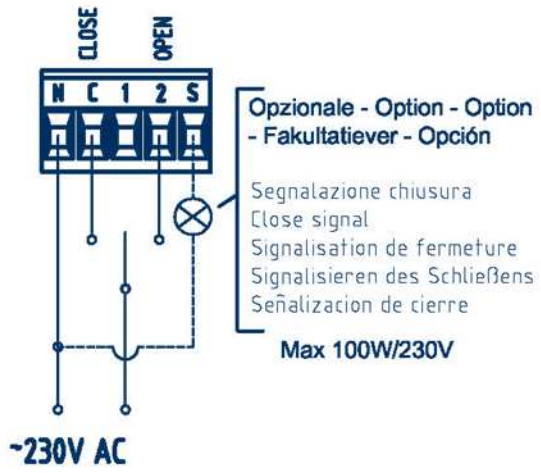 CLOSE
OPEN
N C 1 2 S
Opzionale - Option - Option
- Fakultatiever - Opción
Segnalazione chiusura
Close signal
Signalisation de fermeture
Signalisieren des Schließens
Señalizacion de cierre
Max 100W/230V
~230V AC